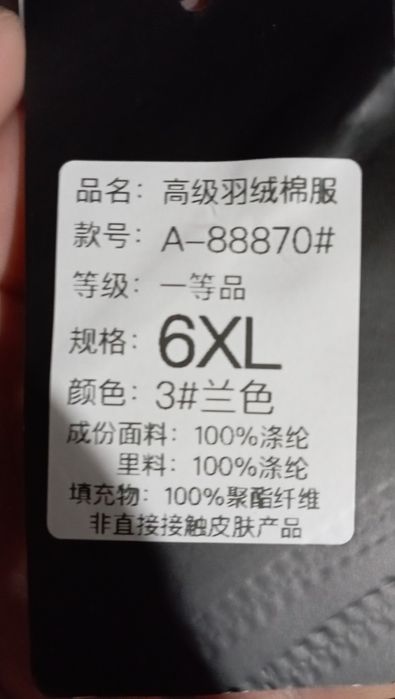 品名：高级羽绒棉服
款号：A-88870#
等级：一等品
规格：6XL
颜色：3#兰色
成份面料：100%涤纶
里料：100%涤纶
填充物：100%聚酯纤维
非直接接触皮肤产品